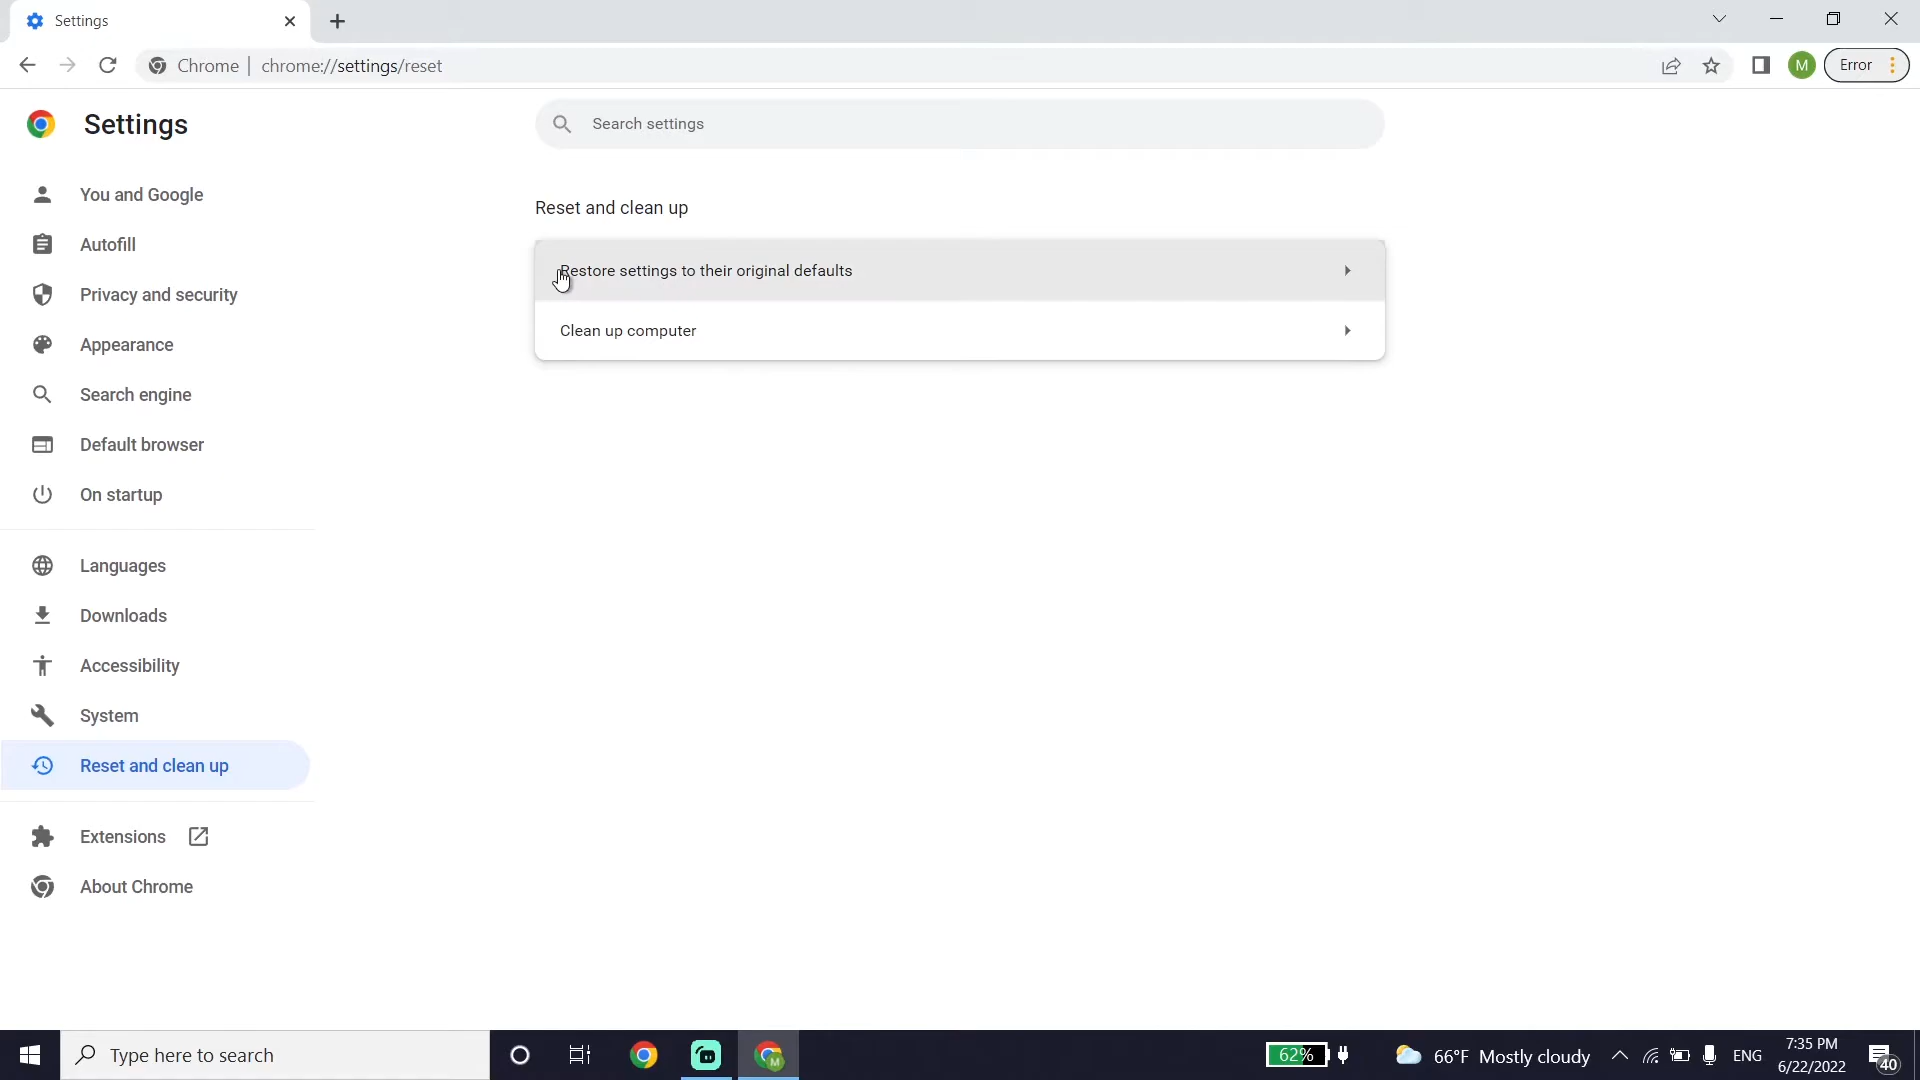 Settings
Chrome | chrome://settings/reset
M
Error
Settings
Search settings
You and Google
Autofill
Privacy and security
Appearance
Search engine
Default browser
On startup
Languages
Downloads
Accessibility
System
Reset and clean up
Extensions
About Chrome
Reset and clean up
Restore settings to their original defaults
Clean up computer
Type here to search
M
62%
66°F Mostly cloudy
ENG
7:35 PM
6/22/2022
40